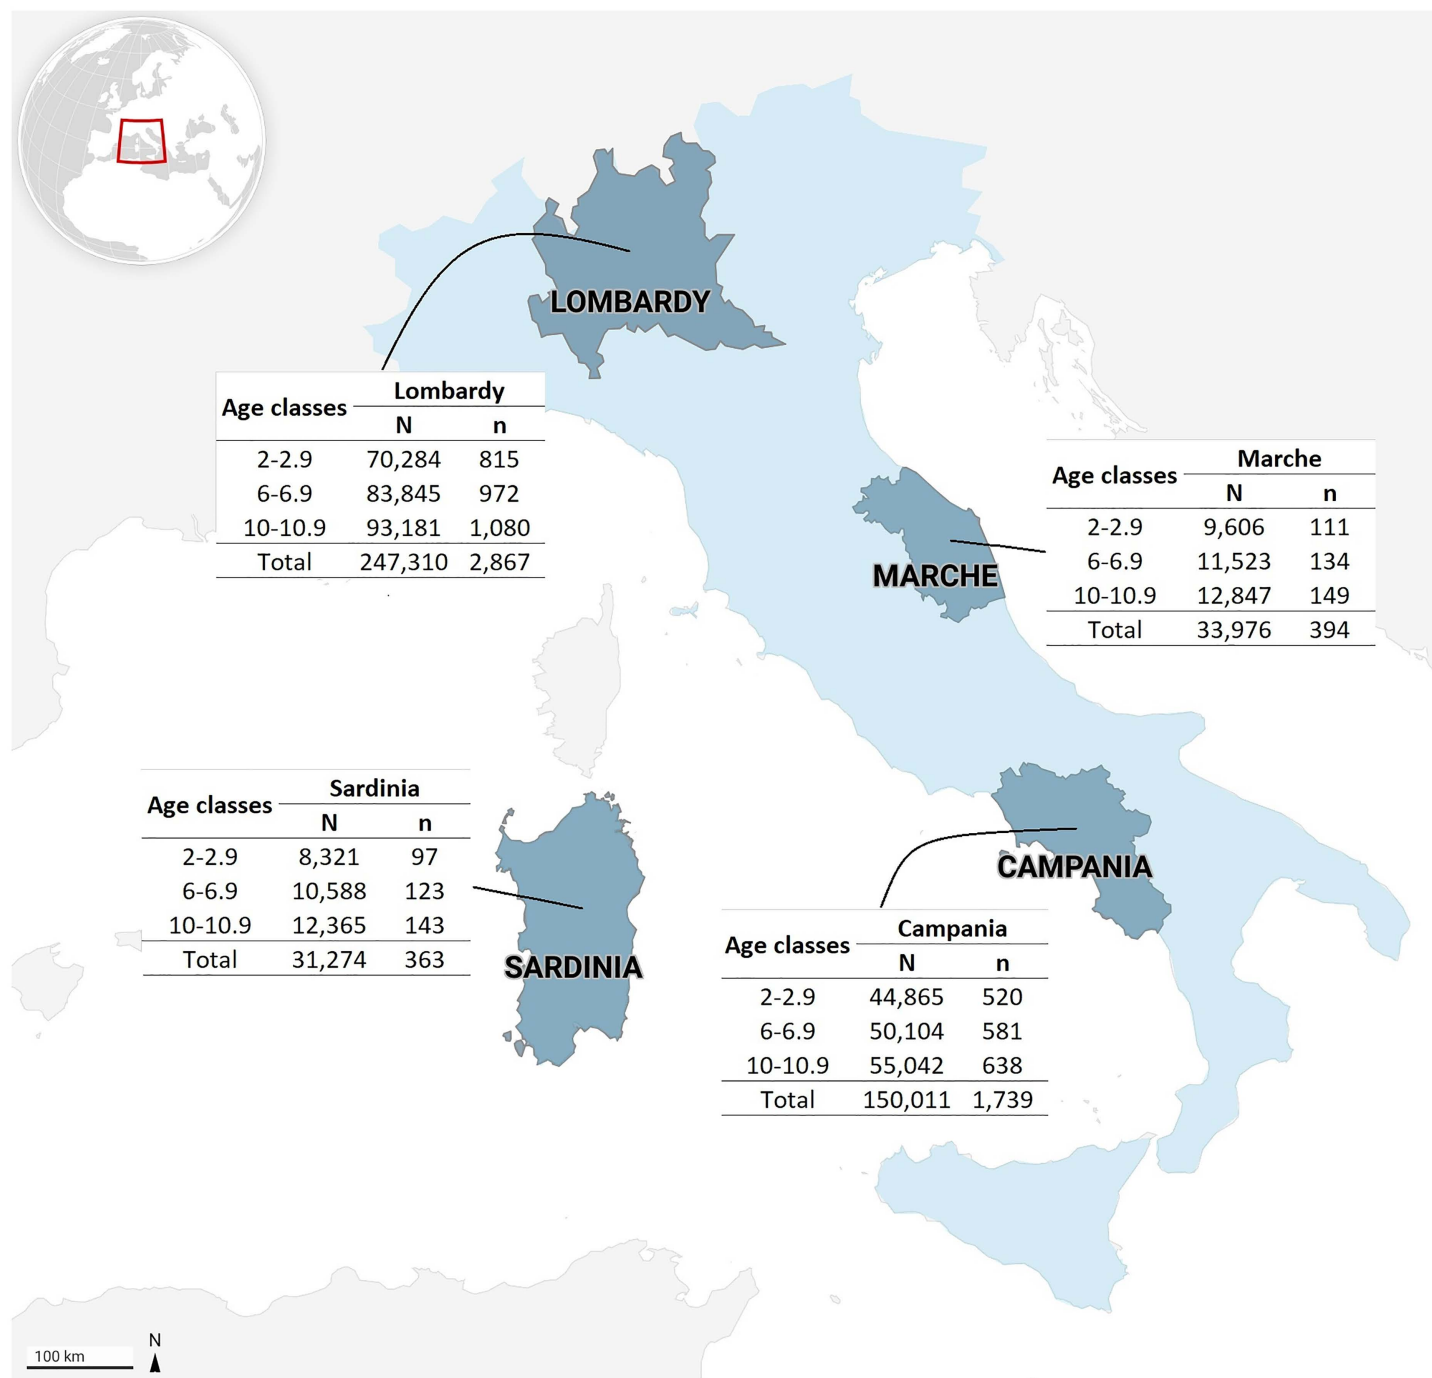 LOMBARDY
Age classes Lombardy
N n
2-2.9 70,284 815
6-6.9 83,845 972
10-10.9 93,181 1,080
Total 247,310 2,867
Age classes Marche
N n
2-2.9 9,606 111
6-6.9 11,523 134
10-10.9 12,847 149
Total 33,976 394
MARCHE
Age classes Sardinia
N n
2-2.9 8,321 97
6-6.9 10,588 123
10-10.9 12,365 143
Total 31,274 363
SARDINIA
CAMPANIA
Age classes Campania
N n
2-2.9 44,865 520
6-6.9 50,104 581
10-10.9 55,042 638
Total 150,011 1,739
100 km
N